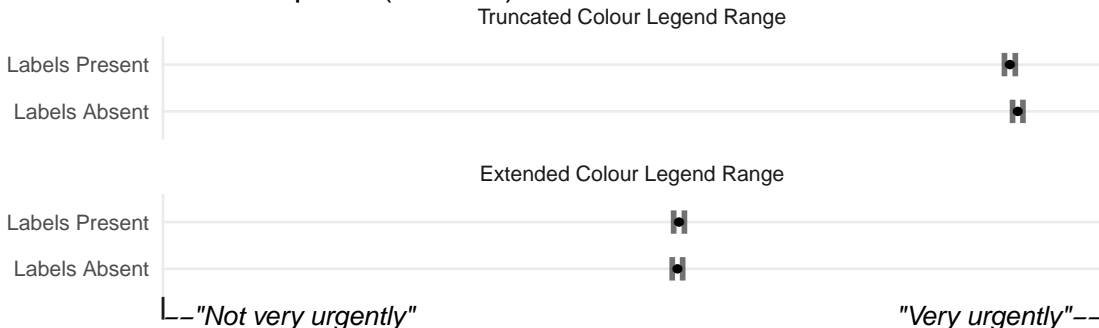 Truncated Colour Legend Range
Labels Present
Labels Absent
Extended Colour Legend Range
Labels Present
Labels Absent
"Not very urgently" "Very urgently"